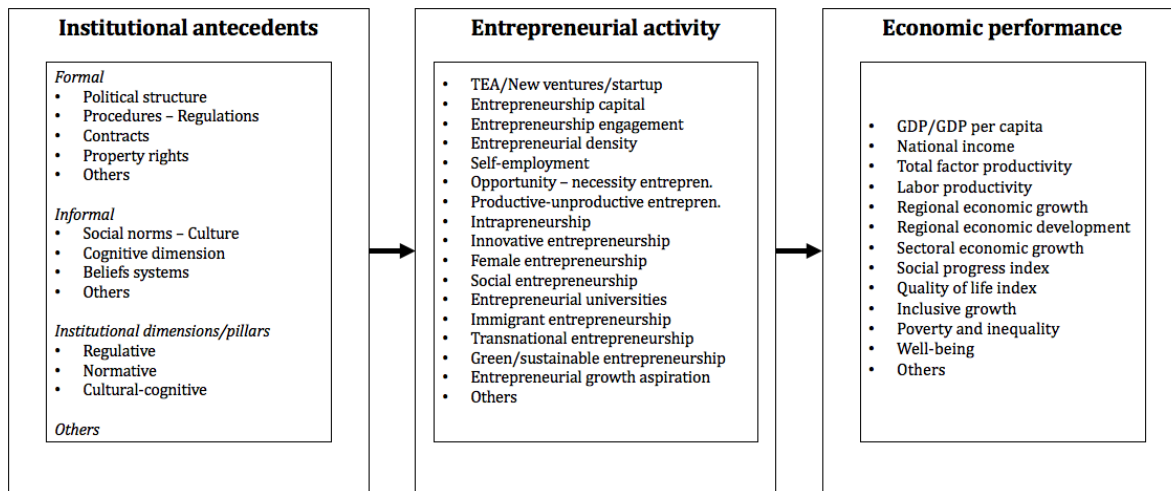 Institutional antecedents
Formal
• Political structure
• Procedures – Regulations
• Contracts
• Property rights
• Others
Informal
• Social norms – Culture
• Cognitive dimension
• Beliefs systems
• Others
Institutional dimensions/pillars
• Regulative
• Normative
• Cultural-cognitive
Others
Entrepreneurial activity
• TEA/New ventures/startup
• Entrepreneurship capital
• Entrepreneurship engagement
• Entrepreneurial density
• Self-employment
• Opportunity – necessity entrepren.
• Productive-unproductive entrepren.
• Intrapreneurship
• Innovative entrepreneurship
• Female entrepreneurship
• Social entrepreneurship
• Entrepreneurial universities
• Immigrant entrepreneurship
• Transnational entrepreneurship
• Green/sustainable entrepreneurship
• Entrepreneurial growth aspiration
• Others
Economic performance
• GDP/GDP per capita
• National income
• Total factor productivity
• Labor productivity
• Regional economic growth
• Regional economic development
• Sectoral economic growth
• Social progress index
• Quality of life index
• Inclusive growth
• Poverty and inequality
• Well-being
• Others